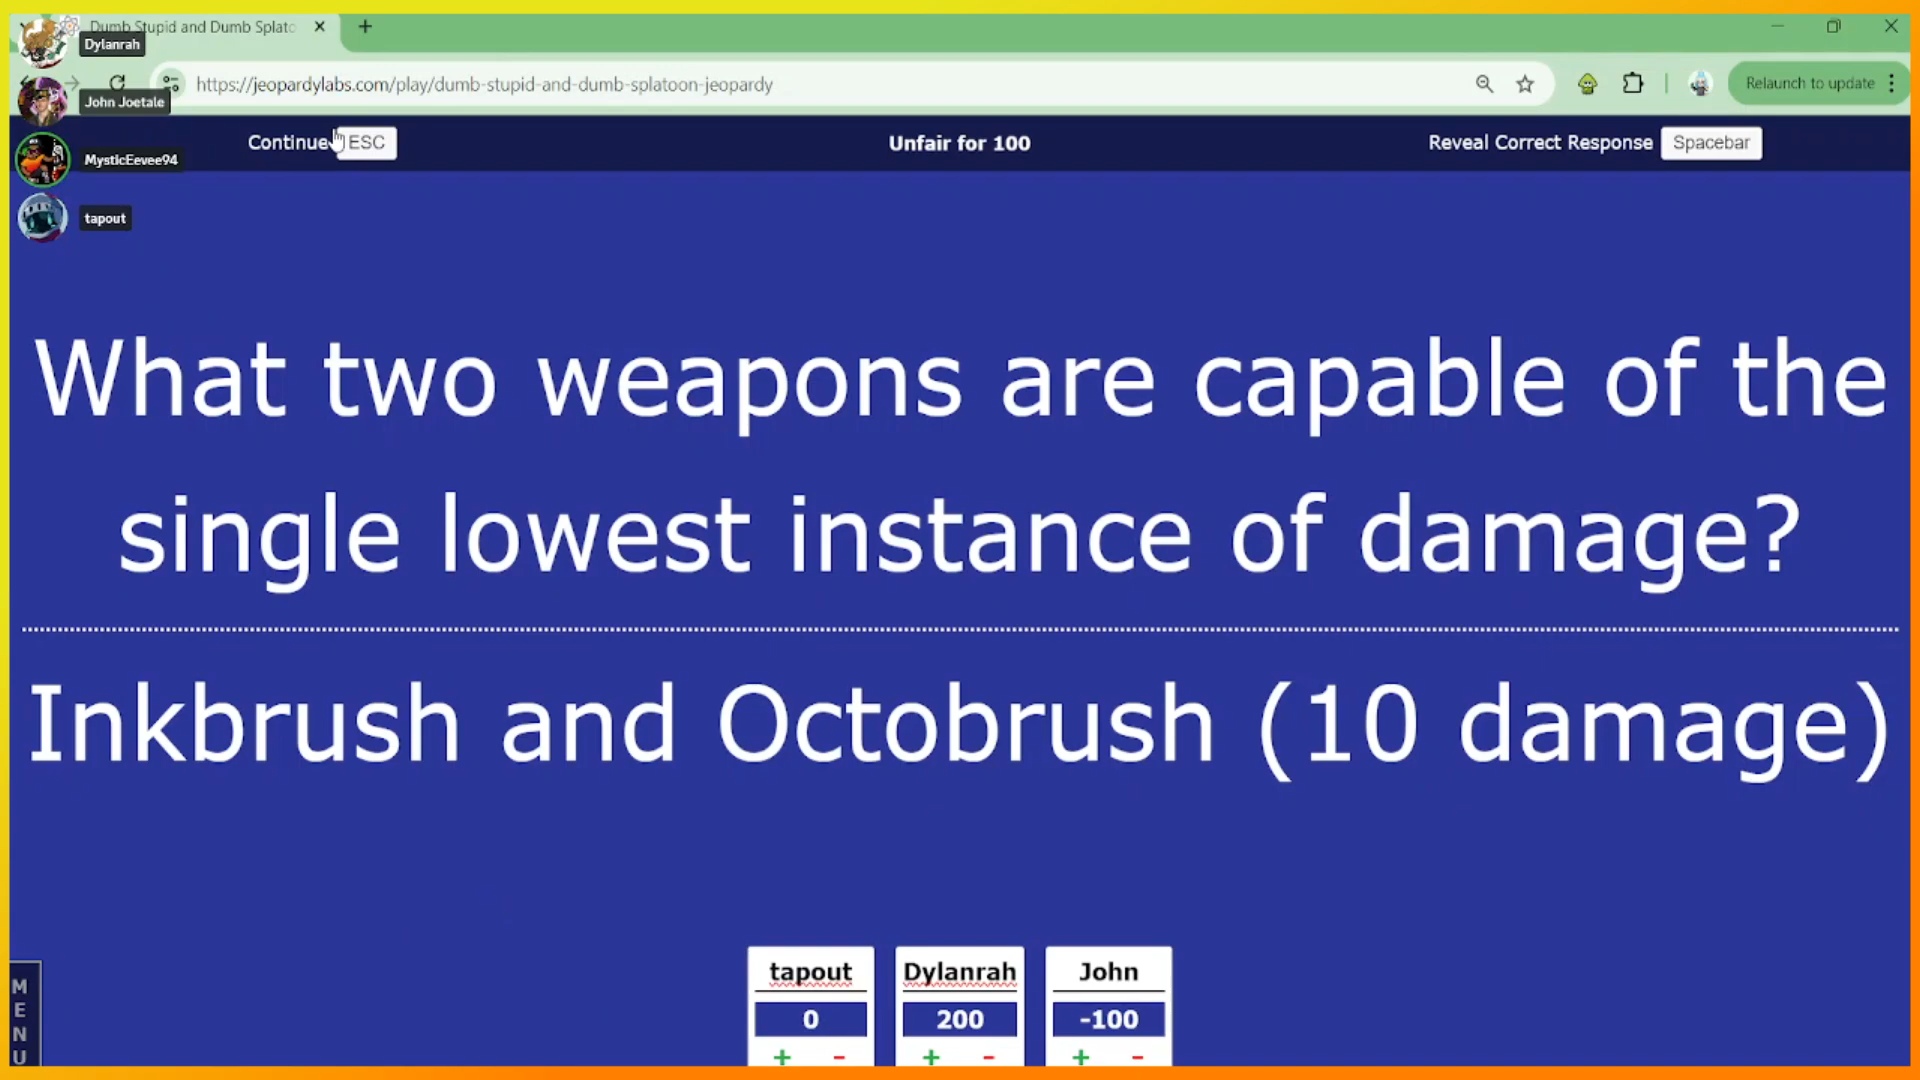 Dumb Stupid and Dumb Splato
Dylanrah
https://jeopardylabs.com/play/dumb-stupid-and-dumb-splatoon-jeopardy
Relaunch to update
John Joetale
Continue ESC
Unfair for 100
Reveal Correct Response Spacebar
MysticEevee94
tapout
What two weapons are capable of the
single lowest instance of damage?
Inkbrush and Octobrush (10 damage)
tapout Dylanrah John
0 200 -100
+ - + - + -
MENU